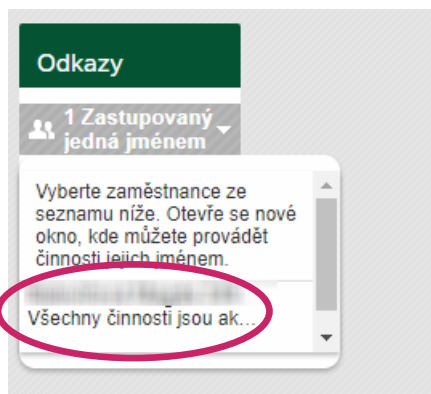 Odkazy
1 Zastupovaný
jedná jménem
Vyberte zaměstnance ze
seznamu níže. Otevře se nové
okno, kde můžete provádět
činnosti jejich jménem.
Všechny činnosti jsou ak...